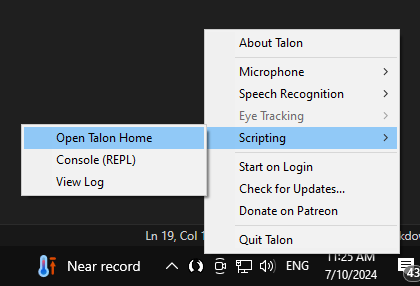 About Talon
Microphone
Speech Recognition
Eye Tracking
Scripting
Open Talon Home
Console (REPL)
View Log
Start on Login
Check for Updates...
Donate on Patreon
Quit Talon
Ln 19, Col 1
Near record
ENG
11:25 AM
7/10/2024
43